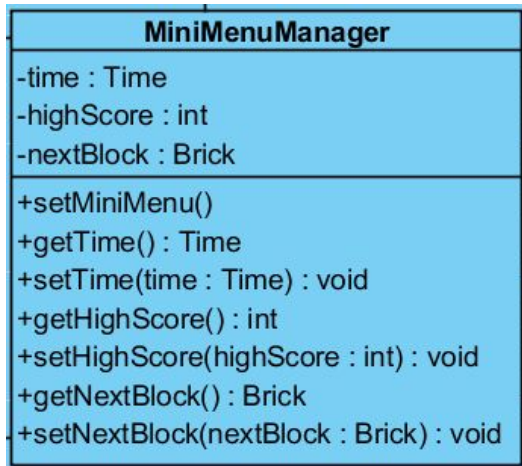 MiniMenuManager
-time : Time
-highScore : int
-nextBlock : Brick
+setMiniMenu()
+getTime() : Time
+setTime(time : Time) : void
+getHighScore() : int
+setHighScore(highScore : int) : void
+getNextBlock() : Brick
+setNextBlock(nextBlock : Brick) : void